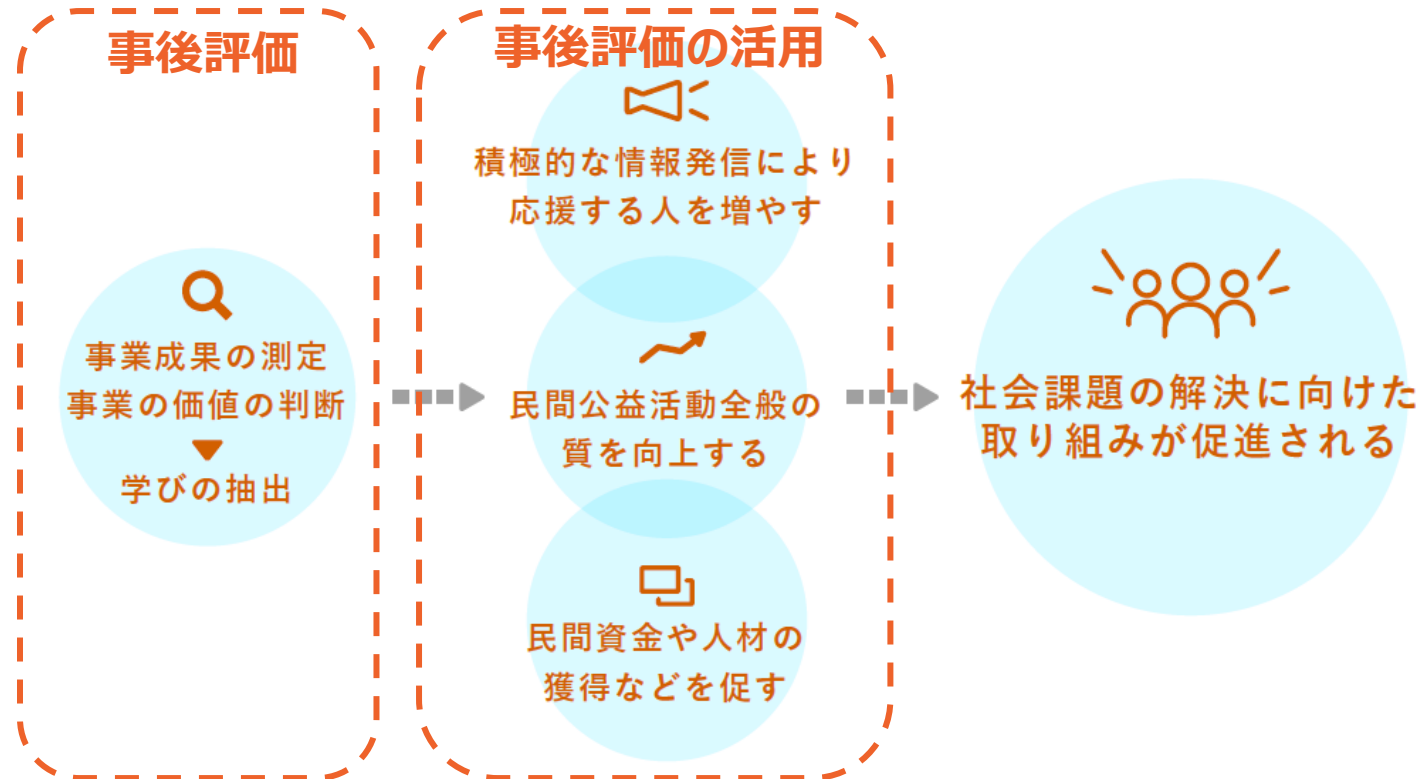 事後評価
事業成果の測定
事業の価値の判断
学びの抽出
事後評価の活用
積極的な情報発信により
応援する人を増やす
民間公益活動全般の
質を向上する
民間資金や人材の
獲得などを促す
社会課題の解決に向けた
取り組みが促進される